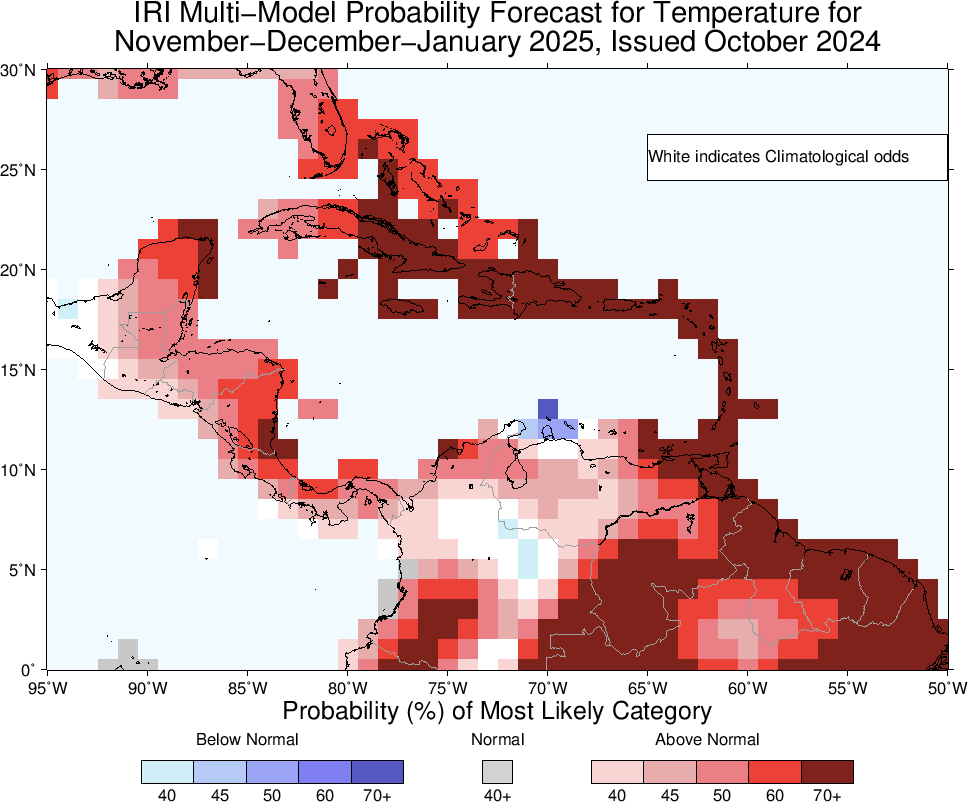 IRI Multi−Model Probability Forecast for Temperature for
November−December−January 2025, Issued October 2024
30°N
25°N
20°N
15°N
10°N
5°N
0°
White indicates Climatological odds
95°W 90°W 85°W 80°W 75°W 70°W 65°W 60°W 55°W 50°W
Probability (%) of Most Likely Category
Below Normal Normal Above Normal
40 45 50 60 70+ 40+ 40 45 50 60 70+